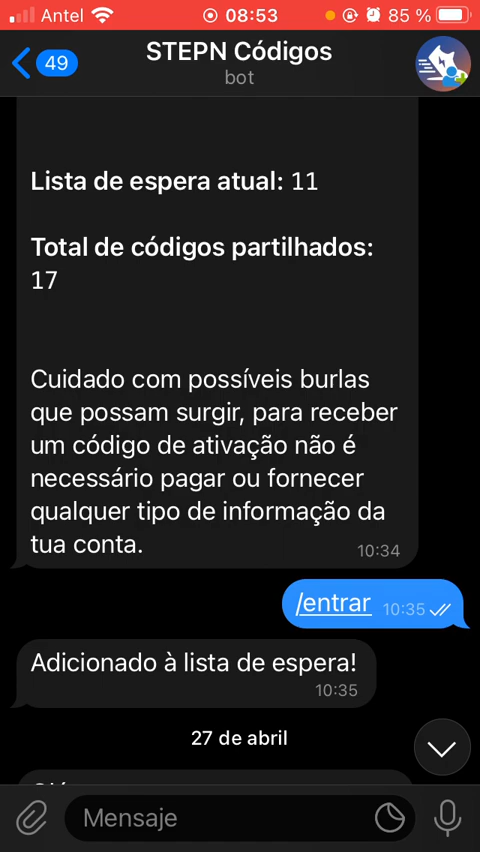 Antel 08:53 85 %
49 STEPN Códigos
bot
Lista de espera atual: 11
Total de códigos partilhados:
17
Cuidado com possíveis burlas
que possam surgir, para receber
um código de ativação não é
necessário pagar ou fornecer
qualquer tipo de informação da
tua conta.
10:34
/entrar 10:35
Adicionado à lista de espera!
10:35
27 de abril
Mensaje